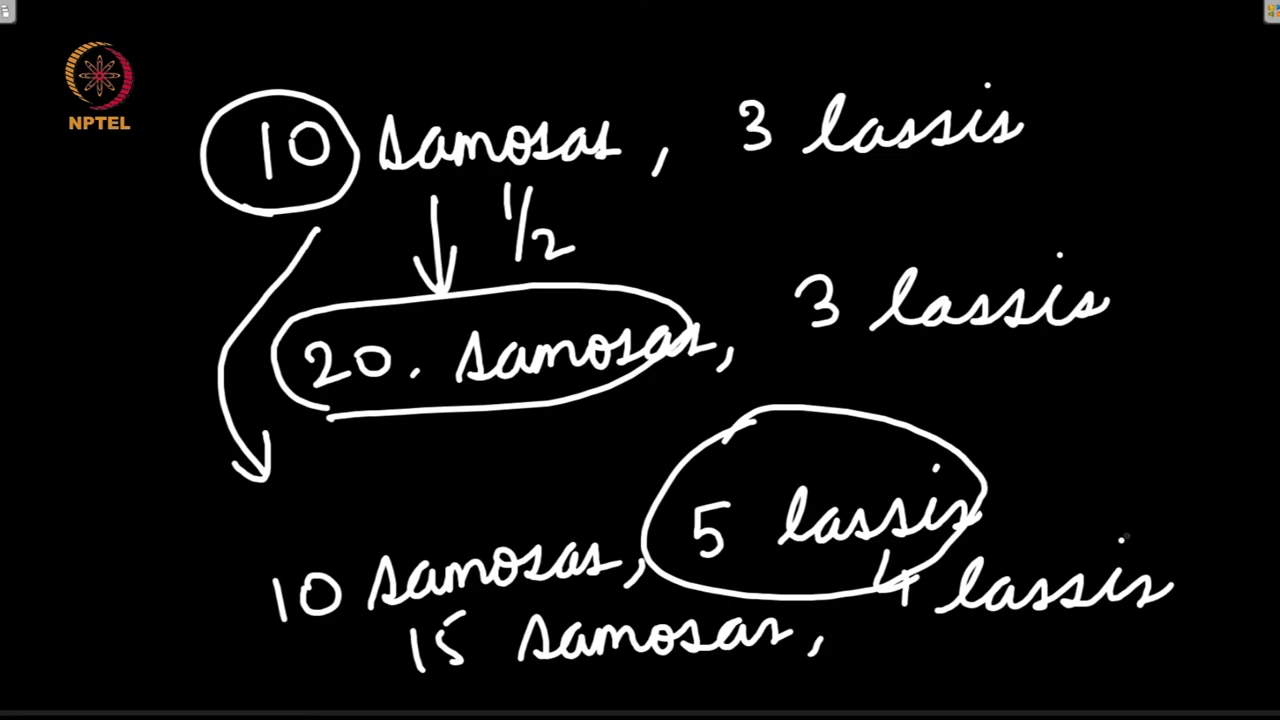 NPTEL
10 samosas, 3 lassis
1/2
20. samosas, 3 lassis
10 samosas, 5 lassis
15 samosas, 4 lassis